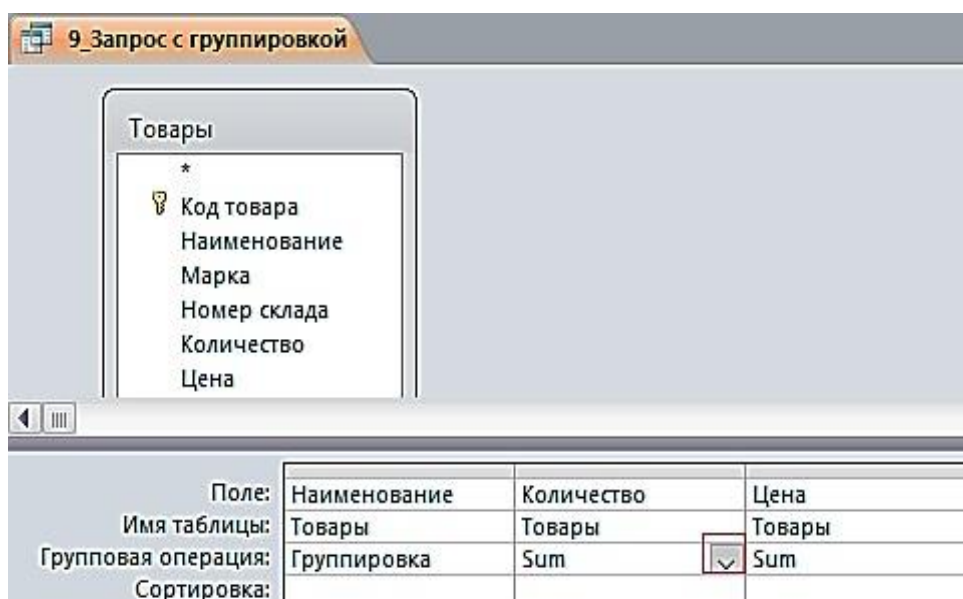 9_Запрос с группировкой
Товары
*
Код товара
Наименование
Марка
Номер склада
Количество
Цена
Поле: Наименование Количество Цена
Имя таблицы: Товары Товары Товары
Групповая операция: Группировка Sum Sum
Сортировка: